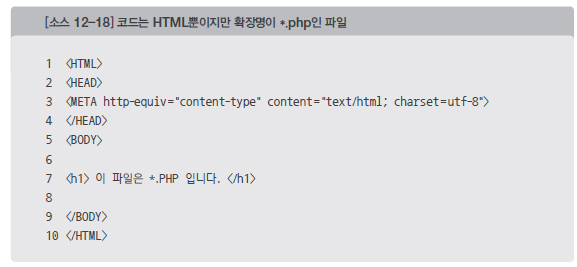 [소스 12-18] 코드는 HTML뿐이지만 확장명이 *.php인 파일
1 <HTML>
2 <HEAD>
3 <META http-equiv="content-type" content="text/html; charset=utf-8">
4 </HEAD>
5 <BODY>
6
7 <h1> 이 파일은 *.PHP 입니다. </h1>
8
9 </BODY>
10 </HTML>